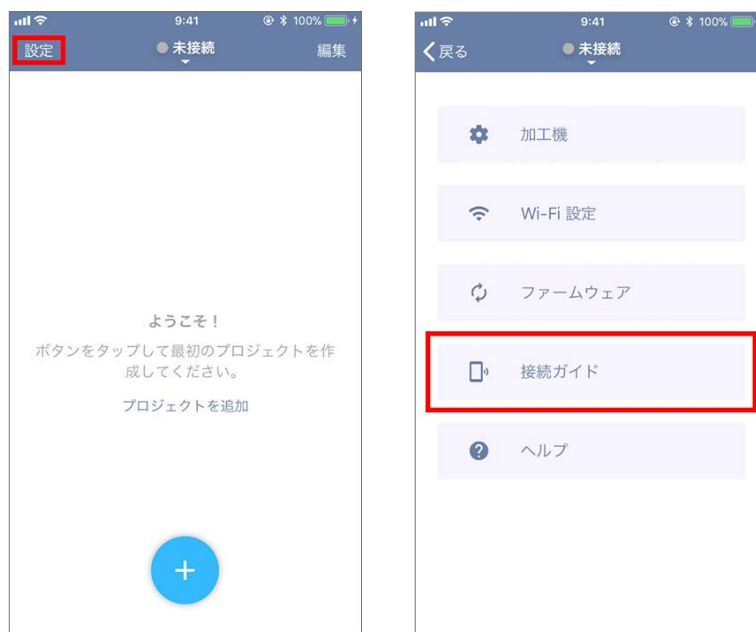 9:41
100%
設定
未接続
編集
ようこそ！
ボタンをタップして最初のプロジェクトを作
成してください。
プロジェクトを追加
9:41
100%
戻る
未接続
加工機
Wi-Fi 設定
ファームウェア
接続ガイド
ヘルプ